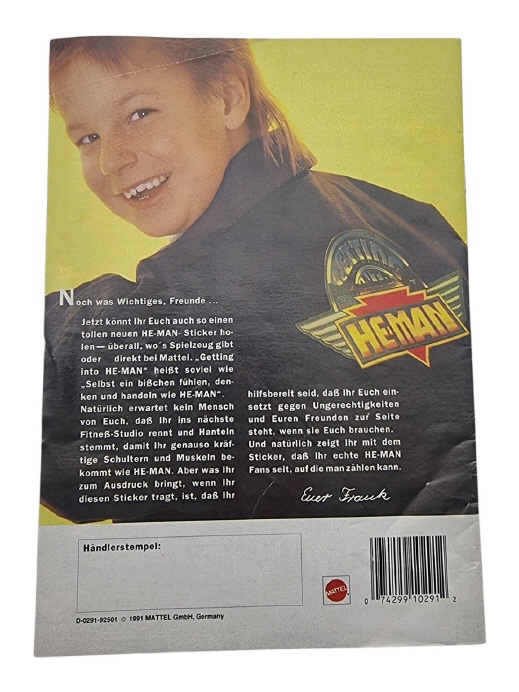 GETTING
INTO
HE-MAN
Noch was Wichtiges, Freunde ...
Jetzt könnt Ihr Euch auch so einen
tollen neuen HE-MAN- Sticker ho-
len — überall, wo´s Spielzeug gibt
oder direkt bei Mattel. „Getting
into HE-MAN“ heißt soviel wie
„Selbst ein bißchen fühlen, den-
ken und handeln wie HE-MAN“.
Natürlich erwartet kein Mensch
von Euch, daß Ihr ins nächste
Fitneß-Studio rennt und Hanteln
stemmt, damit Ihr genauso kräf-
tige Schultern und Muskeln be-
kommt wie HE-MAN. Aber was Ihr
zum Ausdruck bringt, wenn Ihr
diesen Sticker tragt, ist, daß Ihr
hilfsbereit seid, daß Ihr Euch ein-
setzt gegen Ungerechtigkeiten
und Euren Freunden zur Seite
steht, wenn sie Euch brauchen.
Und natürlich zeigt Ihr mit dem
Sticker, daß Ihr echte HE-MAN
Fans seit, auf die man zählen kann.
Euer Frank
Händlerstempel:
MATTEL
0 74299 10291 2
D-0291-92501 © 1991 MATTEL GmbH, Germany